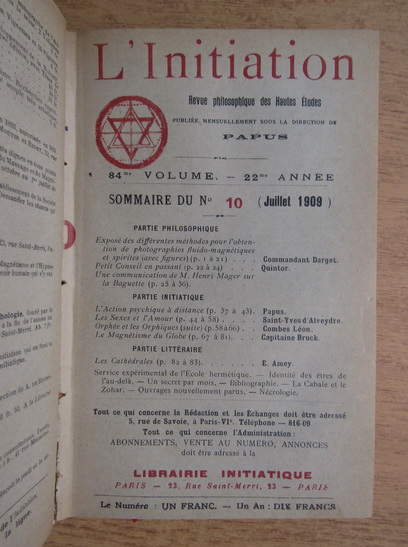 L'Initiation
Revue philosophique des Hautes Études
PUBLIÉE, MENSUELLEMENT SOUS LA DIRECTION DE
PAPUS
84me VOLUME. — 22me ANNÉE
SOMMAIRE DU No 10 (Juillet 1909)
PARTIE PHILOSOPHIQUE
Exposé des différentes méthodes pour l'obten-
tion de photographies fluido-magnétiques
et spirites (avec figures) (p. 1 à 21) . . . Commandant Darget.
Petit Conseil en passant (p. 22 à 24) . . . Quintor.
Une communication de M. Henri Mager sur
la Baguette (p. 25 à 36).
PARTIE INITIATIQUE
L'Action psychique à distance (p. 37 à 43). Papus.
Les Sexes et l'Amour (p. 44 à 58) . . . . Saint-Yves d'Alveydre.
Orphée et les Orphiques (suite) (p. 58 à 66) . Combes Léon.
Le Magnétisme du Globe (p. 67 à 81). . . Capitaine Bruck.
PARTIE LITTÉRAIRE
Les Cathédrales (p. 82 à 83). . . . . . E. Amey.
Service expérimental de l'Ecole hermétique. — Identité des êtres de
l'au-delà. — Un secret par mois. — Bibliographie. — La Cabale et le
Zohar. — Ouvrages nouvellement parus. — Nécrologie.
Tout ce qui concerne la Rédaction et les Échanges doit être adressé
5, rue de Savoie, à Paris-VIe. Téléphone — 816-09
Tout ce qui concerne l'Administration:
ABONNEMENTS, VENTE AU NUMÉRO, ANNONCES
doit être adressé à la
LIBRAIRIE INITIATIQUE
PARIS — 23, Rue Saint-Merri, 23 — PARIS
Le Numéro : UN FRANC. — Un An : DIX FRANCS